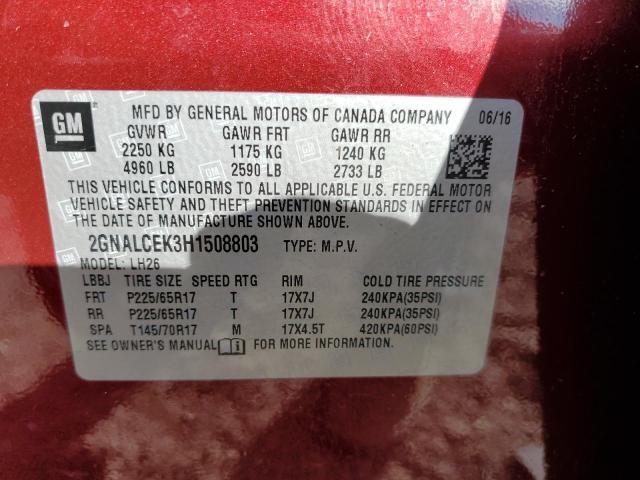 GM
MFD BY GENERAL MOTORS OF CANADA COMPANY 06/16
GVWR GAWR FRT GAWR RR
2250 KG 1175 KG 1240 KG
4960 LB 2590 LB 2733 LB
THIS VEHICLE CONFORMS TO ALL APPLICABLE U.S. FEDERAL MOTOR
VEHICLE SAFETY AND THEFT PREVENTION STANDARDS IN EFFECT ON
THE DATE OF MANUFACTURE SHOWN ABOVE.
2GNALCEK3H1508803 TYPE: M.P.V.
MODEL: LH26
LBBJ TIRE SIZE SPEED RTG RIM COLD TIRE PRESSURE
FRT P225/65R17 T 17X7J 240KPA(35PSI)
RR P225/65R17 T 17X7J 240KPA(35PSI)
SPA T145/70R17 M 17X4.5T 420KPA(60PSI)
SEE OWNER'S MANUAL FOR MORE INFORMATION.